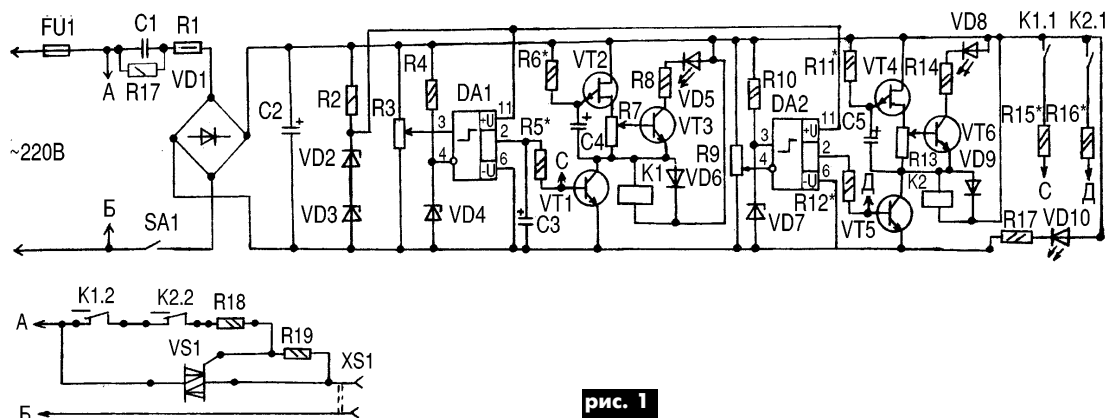 FU1
C1
R1
R17
VD1
А
~220В
Б
SA1
C2
+
R2
VD2
VD3
R3
R4
3
4
VD4
DA1
+U
-U
11
2
6
R5*
C3
+
С
VT1
R6*
VT2
C4
+
R7
R8
VD5
VT3
K1
VD6
R9
R10
3
4
VD7
DA2
+U
-U
11
2
6
R12*
Д
VT5
R11*
VT4
C5
+
R13
R14
VD8
VT6
VD9
K2
K1.1
K2.1
R15*
R16*
С
Д
R17
VD10
А
K1.2
K2.2
R18
VS1
R19
XS1
Б
рис. 1